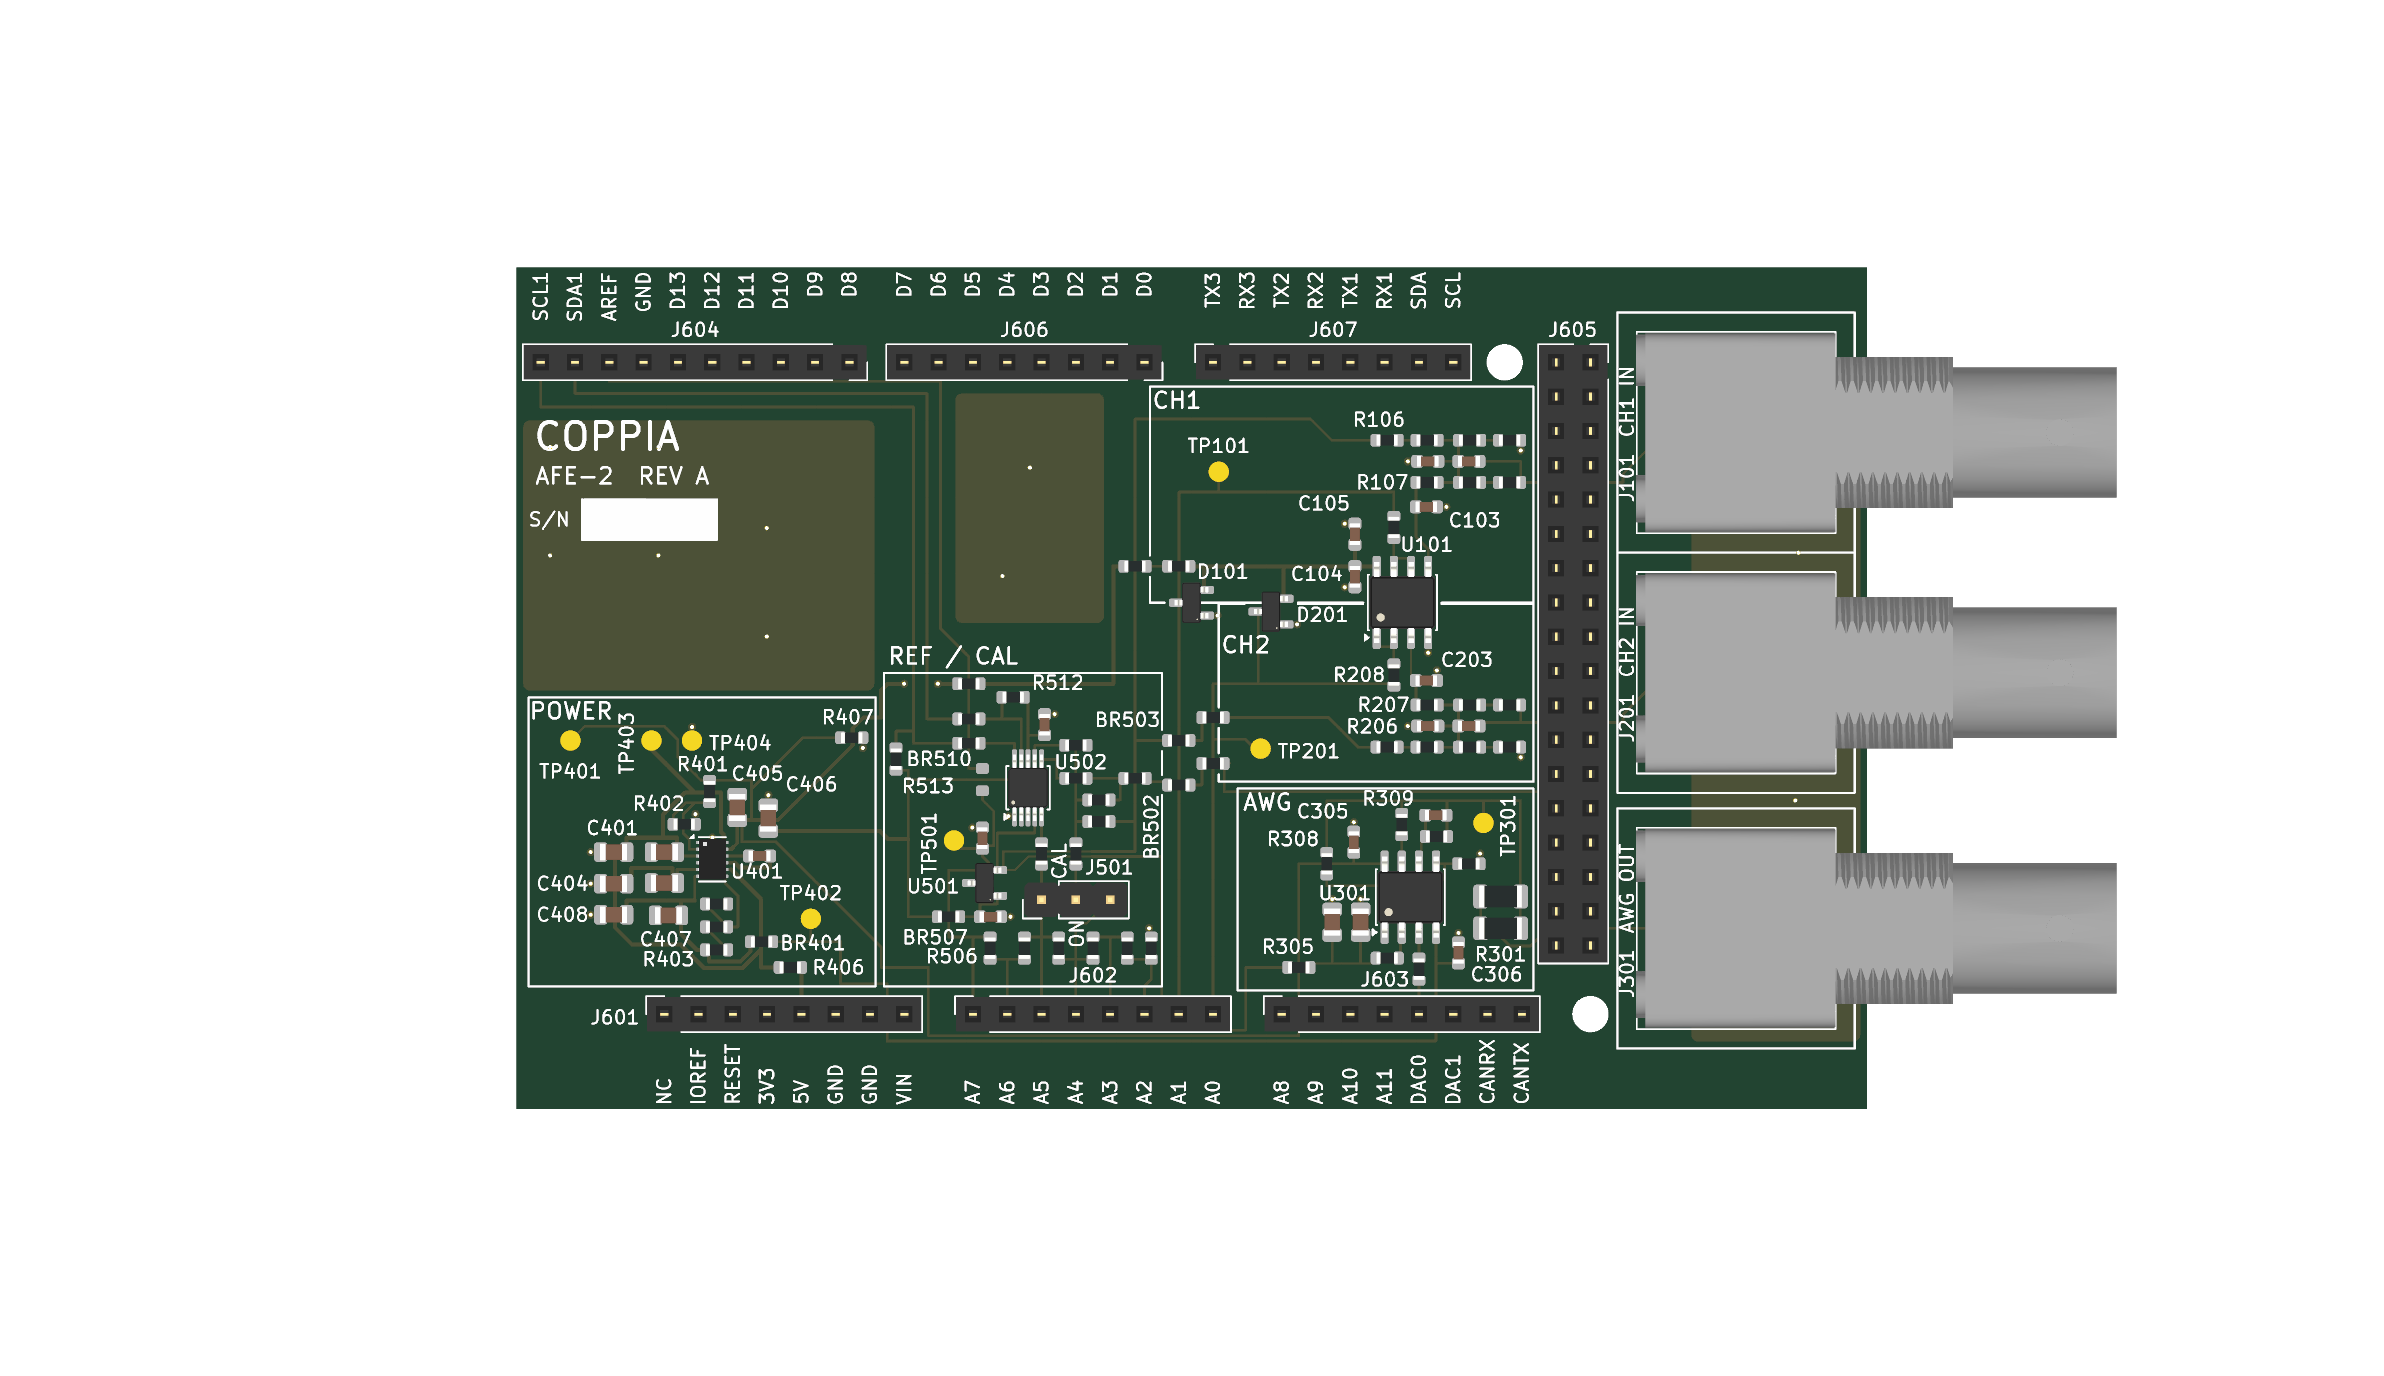 SCL1
SDA1
AREF
GND
D13
D12
D11
D10
D9
D8
D7
D6
D5
D4
D3
D2
D1
D0
TX3
RX3
TX2
RX2
TX1
RX1
SDA
SCL
J604
J606
J607
J605
CH1
COPPIA
AFE-2 REV A
S/N
R106
TP101
R107
C105
C103
U101
D101
C104
D201
CH2
C203
R208
R207
R206
TP201
J101 CH1 IN
J201 CH2 IN
J301 AWG OUT
REF / CAL
R512
BR503
BR510
U502
R513
BR502
TP501
CAL
J501
U501
BR507
ON
R506
J602
POWER
TP403
R407
TP401
TP404
R401
C405
C406
R402
C401
U401
C404
TP402
C408
C407
BR401
R403
R406
AWG
R309
C305
TP301
R308
U301
R305
R301
J603
C306
J601
NC
IOREF
RESET
3V3
5V
GND
GND
VIN
A7
A6
A5
A4
A3
A2
A1
A0
A8
A9
A10
A11
DAC0
DAC1
CANRX
CANTX